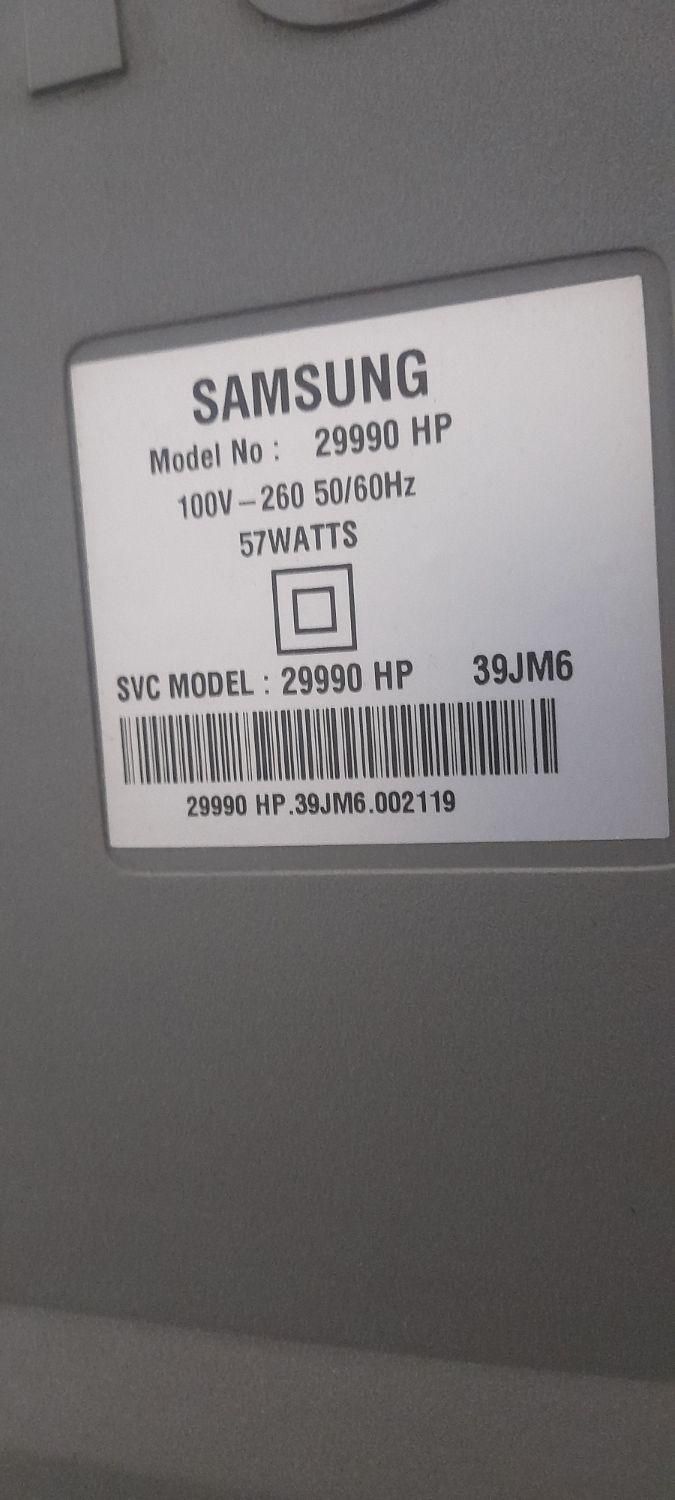 SAMSUNG
Model No : 29990 HP
100V – 260 50/60Hz
57WATTS
SVC MODEL : 29990 HP 39JM6
29990 HP.39JM6.002119